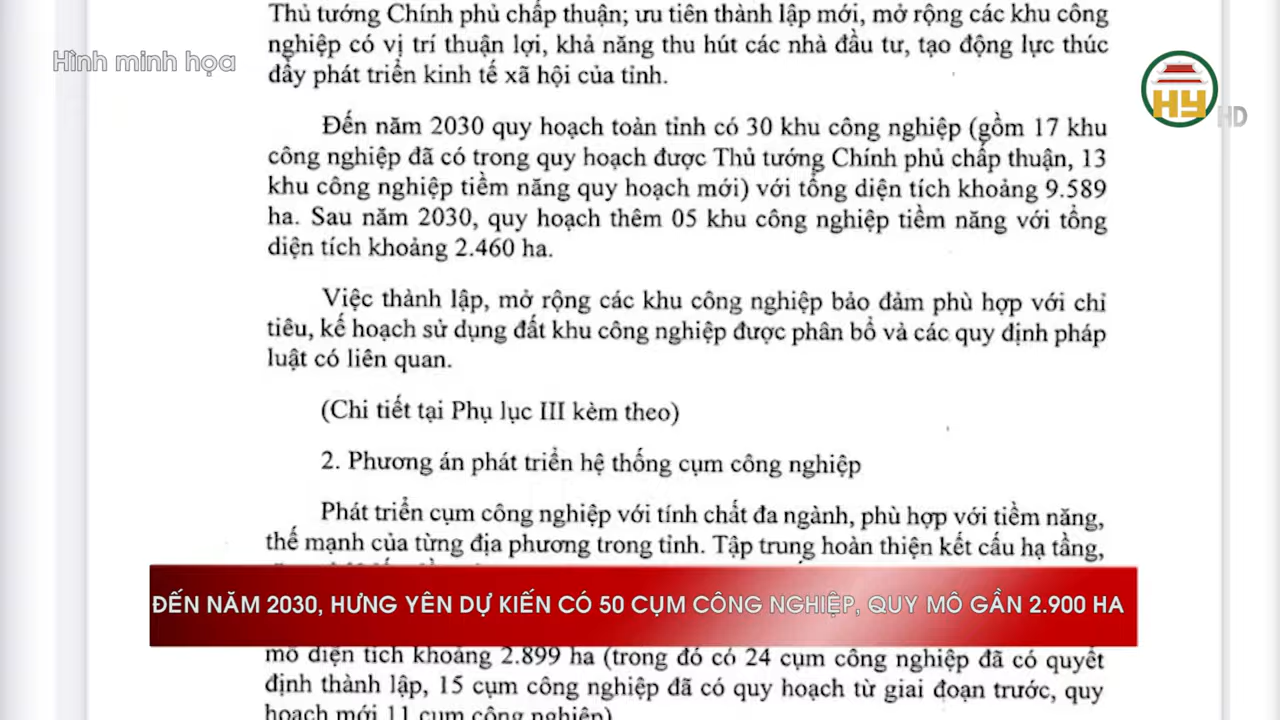 Thủ tướng Chính phủ chấp thuận; ưu tiên thành lập mới, mở rộng các khu công
nghiệp có vị trí thuận lợi, khả năng thu hút các nhà đầu tư, tạo động lực thúc
đẩy phát triển kinh tế xã hội của tỉnh.
Hình minh họa
HY
HD
Đến năm 2030 quy hoạch toàn tỉnh có 30 khu công nghiệp (gồm 17 khu
công nghiệp đã có trong quy hoạch được Thủ tướng Chính phủ chấp thuận, 13
khu công nghiệp tiềm năng quy hoạch mới) với tổng diện tích khoảng 9.589
ha. Sau năm 2030, quy hoạch thêm 05 khu công nghiệp tiềm năng với tổng
diện tích khoảng 2.460 ha.
Việc thành lập, mở rộng các khu công nghiệp bảo đảm phù hợp với chỉ
tiêu, kế hoạch sử dụng đất khu công nghiệp được phân bổ và các quy định pháp
luật có liên quan.
(Chi tiết tại Phụ lục III kèm theo)
2. Phương án phát triển hệ thống cụm công nghiệp
Phát triển cụm công nghiệp với tính chất đa ngành, phù hợp với tiềm năng,
thế mạnh của từng địa phương trong tỉnh. Tập trung hoàn thiện kết cấu hạ tầng,
ĐẾN NĂM 2030, HƯNG YÊN DỰ KIẾN CÓ 50 CỤM CÔNG NGHIỆP, QUY MÔ GẦN 2.900 HA
mô diện tích khoảng 2.899 ha (trong đó có 24 cụm công nghiệp đã có quyết
định thành lập, 15 cụm công nghiệp đã có quy hoạch từ giai đoạn trước, quy
hoạch mới 11 cụm công nghiệp)